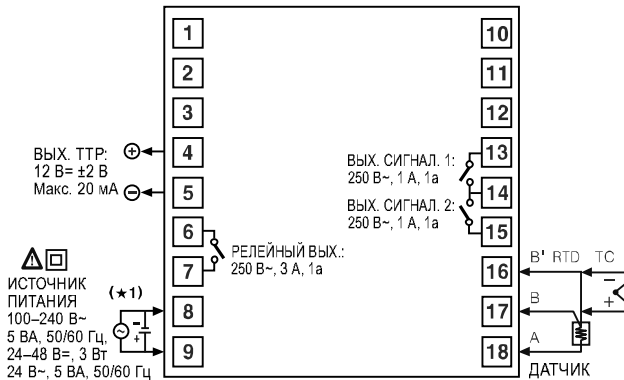 1
2
3
4
5
6
7
8
9
10
11
12
13
14
15
16
17
18
ВЫХ. ТТР:
12 В= ±2 В
Макс. 20 мА
+
−
РЕЛЕЙНЫЙ ВЫХ.:
250 В~, 3 А, 1a
ВЫХ. СИГНАЛ. 1:
250 В~, 1 А, 1a
ВЫХ. СИГНАЛ. 2:
250 В~, 1 А, 1a
ИСТОЧНИК
ПИТАНИЯ
100–240 В~
5 ВА, 50/60 Гц,
24–48 В=, 3 Вт
24 В~, 5 ВА, 50/60 Гц
(★1)
−
+
B' RTD TC
B
A
−
+
ДАТЧИК